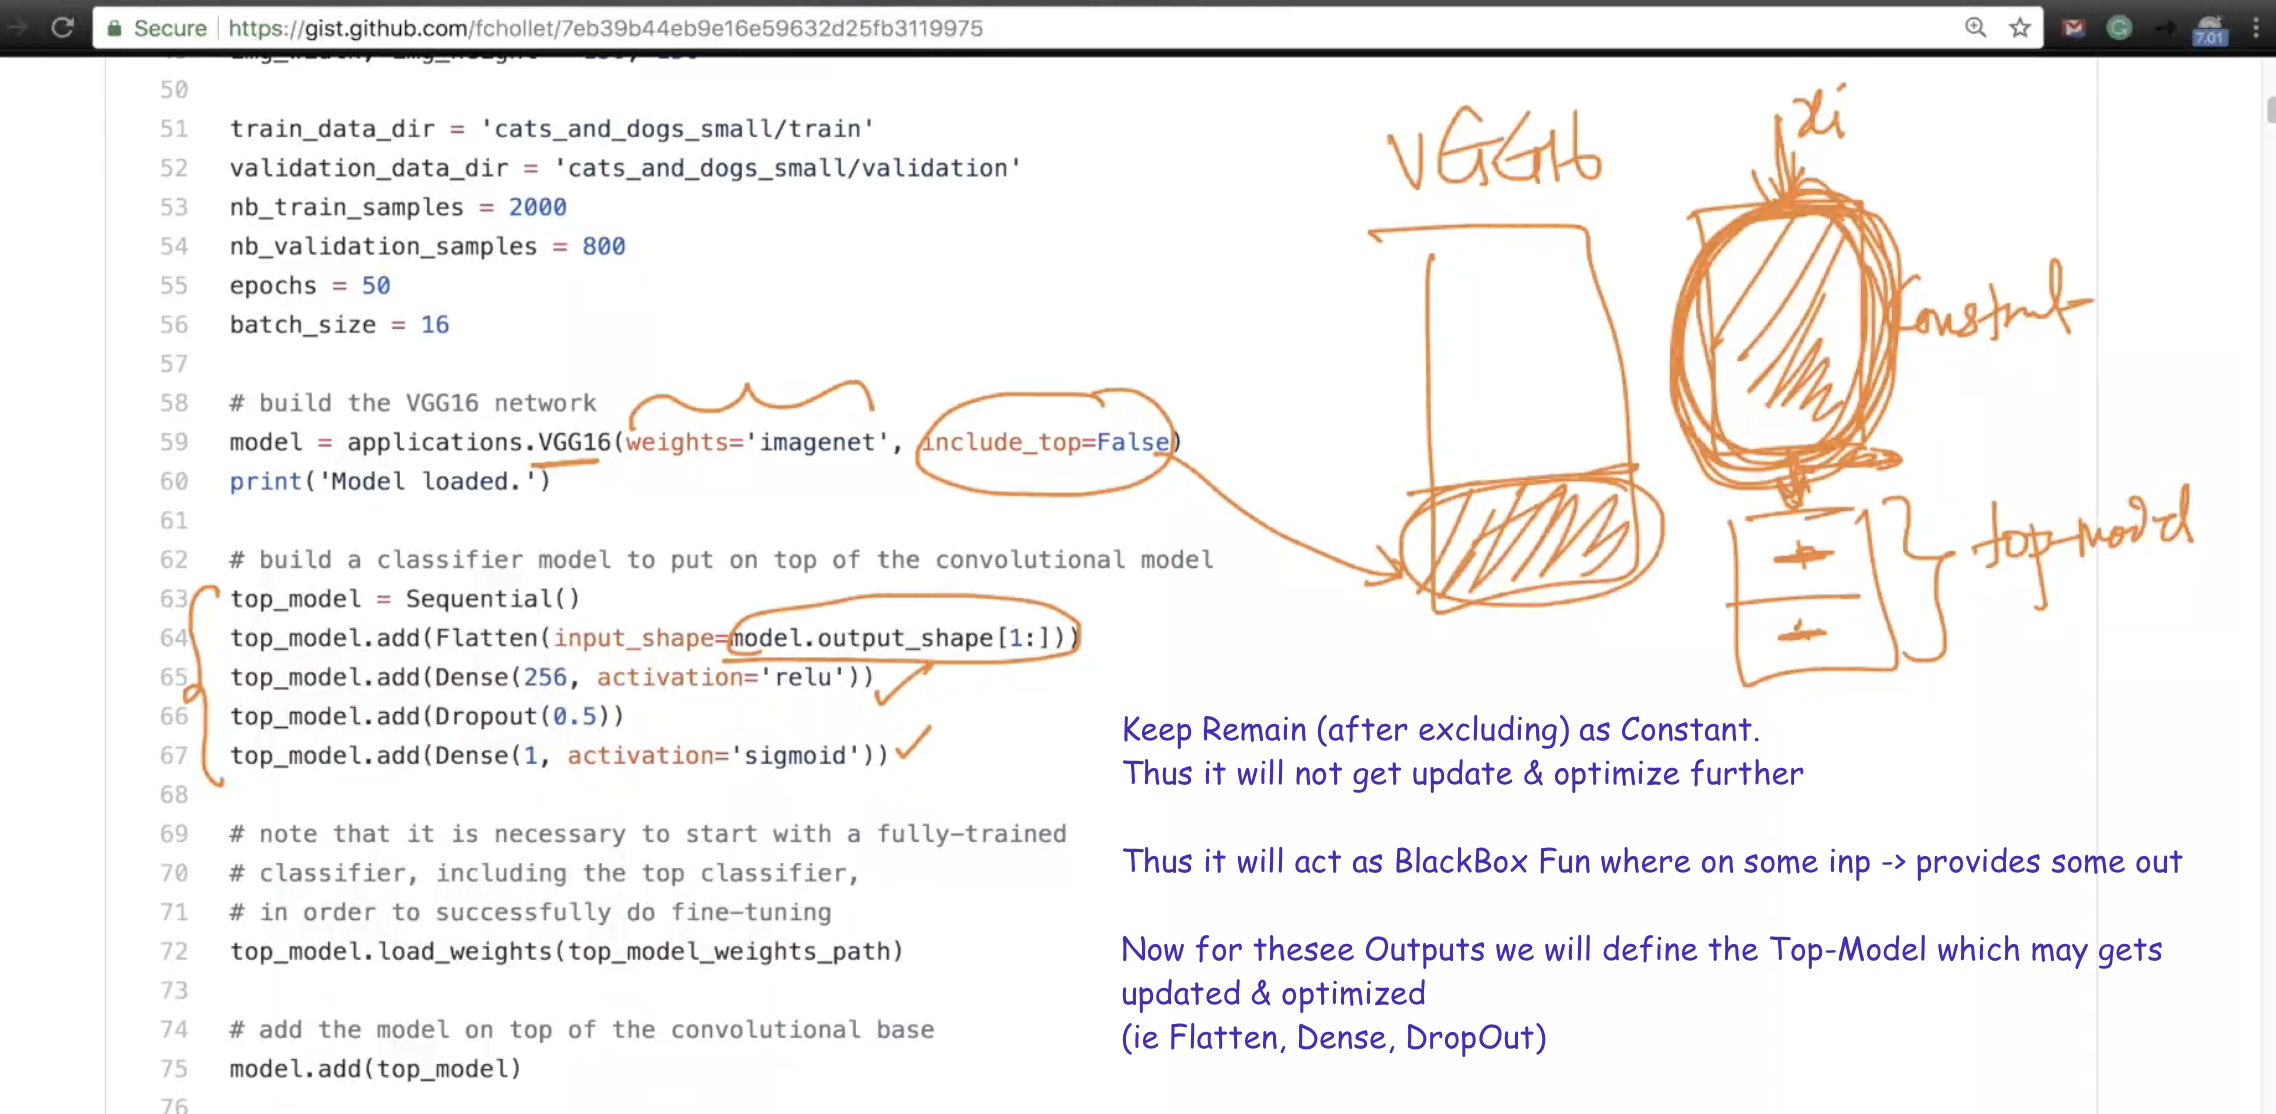 Secure https://gist.github.com/fchollet/7eb39b44eb9e16e59632d25fb3119975
7.01
50
51 train_data_dir = 'cats_and_dogs_small/train'
52 validation_data_dir = 'cats_and_dogs_small/validation'
53 nb_train_samples = 2000
54 nb_validation_samples = 800
55 epochs = 50
56 batch_size = 16
57
58 # build the VGG16 network
59 model = applications.VGG16(weights='imagenet', include_top=False)
60 print('Model loaded.')
61
62 # build a classifier model to put on top of the convolutional model
63 top_model = Sequential()
64 top_model.add(Flatten(input_shape=model.output_shape[1:]))
65 top_model.add(Dense(256, activation='relu'))
66 top_model.add(Dropout(0.5))
67 top_model.add(Dense(1, activation='sigmoid'))
68
69 # note that it is necessary to start with a fully-trained
70 # classifier, including the top classifier,
71 # in order to successfully do fine-tuning
72 top_model.load_weights(top_model_weights_path)
73
74 # add the model on top of the convolutional base
75 model.add(top_model)
76
VGG16
xi
Constnt
top-model
Keep Remain (after excluding) as Constant.
Thus it will not get update & optimize further
Thus it will act as BlackBox Fun where on some inp -> provides some out
Now for thesee Outputs we will define the Top-Model which may gets
updated & optimized
(ie Flatten, Dense, DropOut)